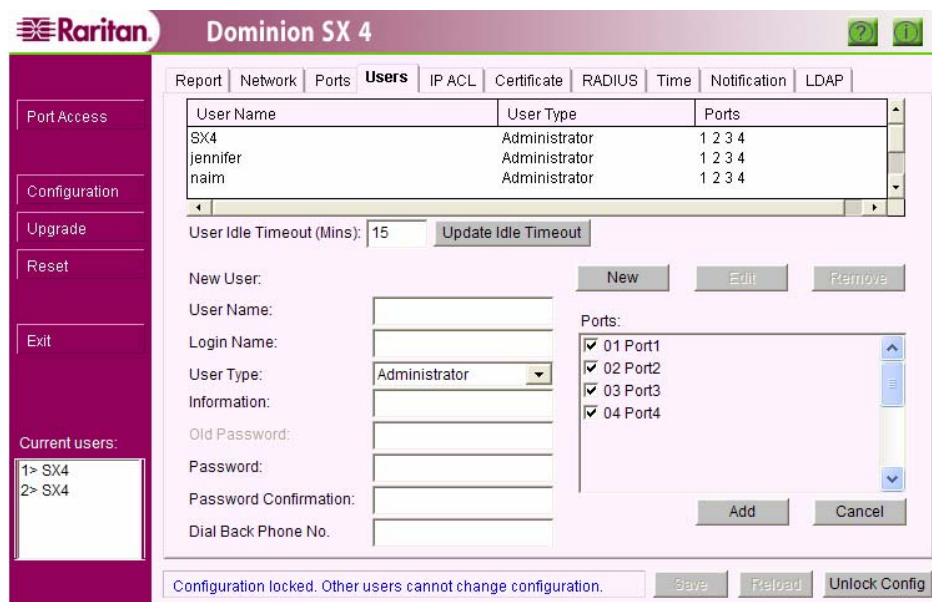 Raritan.
Dominion SX 4
? i
Port Access
Configuration
Upgrade
Reset
Exit
Current users:
1> SX4
2> SX4
Report Network Ports Users IP ACL Certificate RADIUS Time Notification LDAP
User Name User Type Ports
SX4 Administrator 1 2 3 4
jennifer Administrator 1 2 3 4
naim Administrator 1 2 3 4
User Idle Timeout (Mins): 15 Update Idle Timeout
New User: New Edit Remove
User Name:
Login Name:
User Type: Administrator
Information:
Old Password:
Password:
Password Confirmation:
Dial Back Phone No.
Ports:
01 Port1
02 Port2
03 Port3
04 Port4
Add Cancel
Configuration locked. Other users cannot change configuration. Save Reload Unlock Config